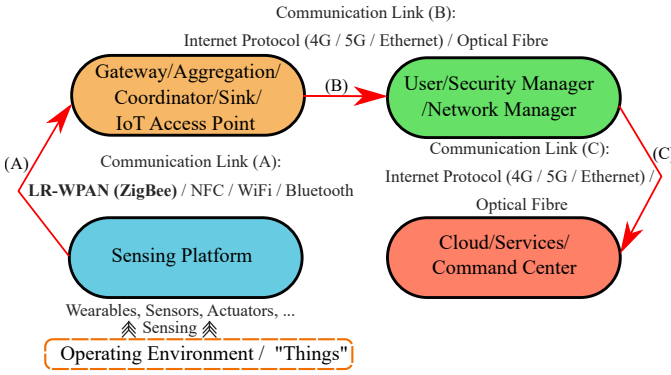 Communication Link (B):
Internet Protocol (4G / 5G / Ethernet) / Optical Fibre
Gateway/Aggregation/
Coordinator/Sink/
IoT Access Point
(B)
User/Security Manager
/Network Manager
(A)
Communication Link (A):
LR-WPAN (ZigBee) / NFC / WiFi / Bluetooth
Communication Link (C):
(C)
Internet Protocol (4G / 5G / Ethernet) /
Optical Fibre
Sensing Platform
Cloud/Services/
Command Center
Wearables, Sensors, Actuators, ...
Sensing
Operating Environment / "Things"